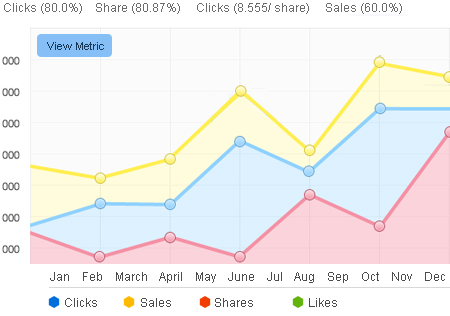 Clicks (80.0%) Share (80.87%) Clicks (8.555/ share) Sales (60.0%)
View Metric
000
000
000
000
000
000
000
Jan Feb March April May June Jul Aug Sep Oct Nov Dec
Clicks Sales Shares Likes